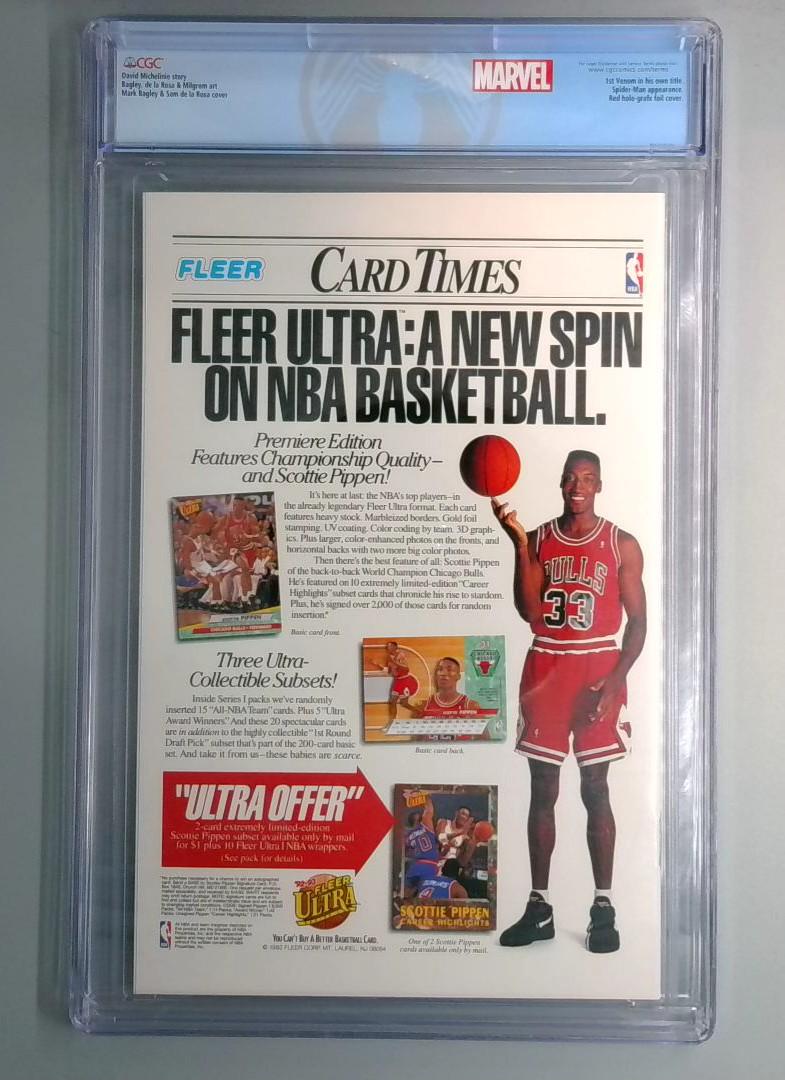 CGC
David Michelinie story
Bagley, de la Rosa & Milgrom art
Mark Bagley & Sam de la Rosa cover
MARVEL
www.cgccomics.com/terms
1st Venom in his own title.
Spider-Man appearance.
Red holo-grafx foil cover.
FLEER
CARD TIMES
NBA
FLEER ULTRA™: A NEW SPIN
ON NBA BASKETBALL.
Premiere Edition
Features Championship Quality–
and Scottie Pippen!
It's here at last: the NBA's top players–in
the already legendary Fleer Ultra format. Each card
features heavy stock. Marbleized borders. Gold foil
stamping. UV coating. Color coding by team. 3D graph-
ics. Plus larger, color-enhanced photos on the fronts, and
horizontal backs with two more big color photos.
Then there's the best feature of all: Scottie Pippen
of the back-to-back World Champion Chicago Bulls.
He's featured on 10 extremely limited-edition "Career
Highlights" subset cards that chronicle his rise to stardom.
Plus, he's signed over 2,000 of those cards for random
insertion.*
ULTRA
SCOTTIE PIPPEN
CHICAGO BULLS • FORWARD
Basic card front.
BULLS
33
Three Ultra-
Collectible Subsets!
Inside Series I packs we've randomly
inserted 15 "All-NBA Team" cards. Plus 5 "Ultra
Award Winners." And these 20 spectacular cards
are in addition to the highly collectible "1st Round
Draft Pick" subset that's part of the 200-card basic
set. And take it from us–these babies are scarce.
SCOTTIE PIPPEN
Basic card back.
"ULTRA OFFER"
2-card extremely limited-edition
Scottie Pippen subset available only by mail
for $1 plus 10 Fleer Ultra I NBA wrappers.
(See pack for details)
'92-93
FLEER
ULTRA
YOU CAN'T BUY A BETTER BASKETBALL CARD.
© 1992 FLEER CORP. MT. LAUREL, NJ 08054
ULTRA
SCOTTIE PIPPEN
CAREER HIGHLIGHTS
One of 2 Scottie Pippen
cards available only by mail.